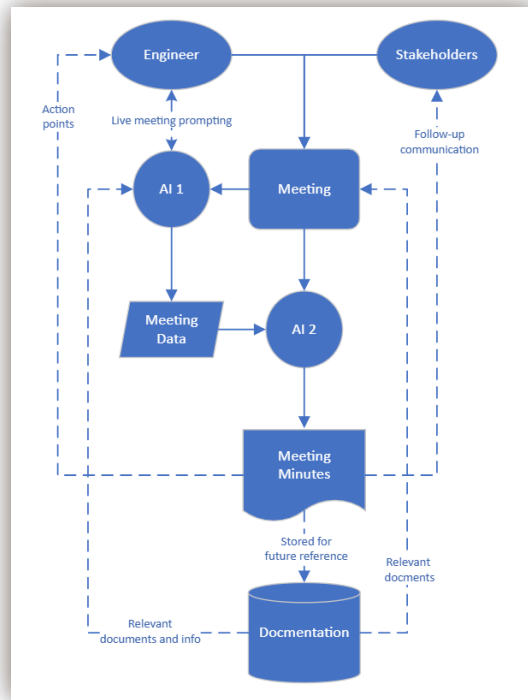 Engineer
Stakeholders
Action
points
Live meeting prompting
Follow-up
communication
AI 1
Meeting
Meeting
Data
AI 2
Meeting
Minutes
Stored for
future reference
Relevant
docments
Relevant
documents and info
Docmentation